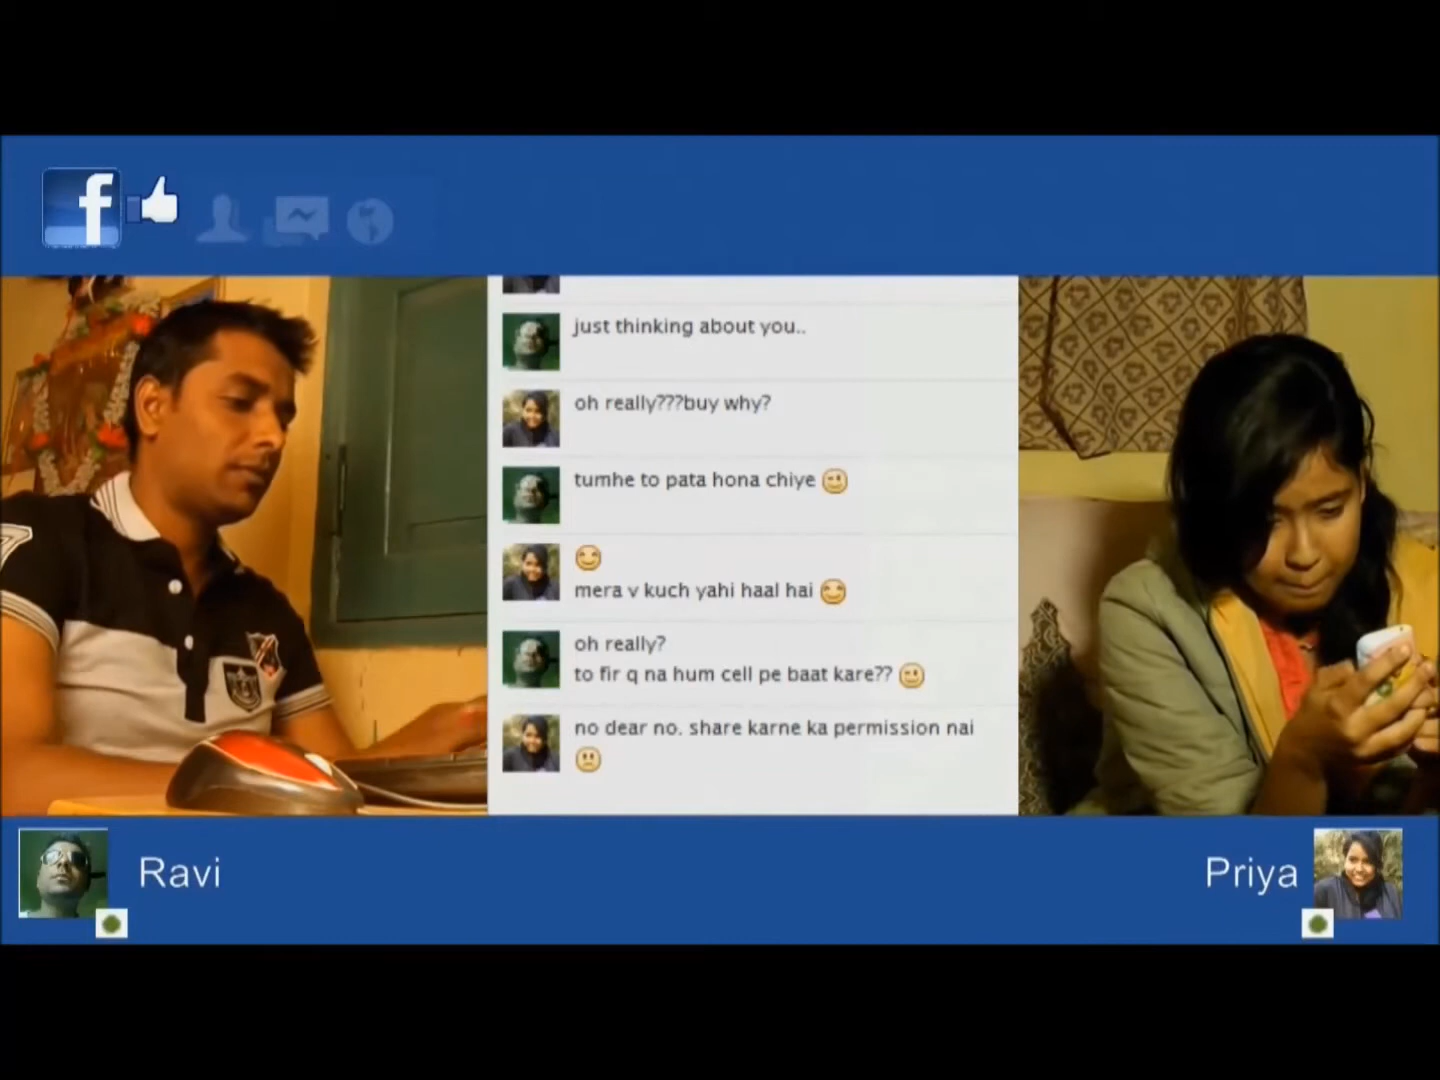 f
just thinking about you..
oh really???buy why?
tumhe to pata hona chiye
mera v kuch yahi haal hai
oh really?
to fir q na hum cell pe baat kare??
no dear no. share karne ka permission nai
Ravi
Priya